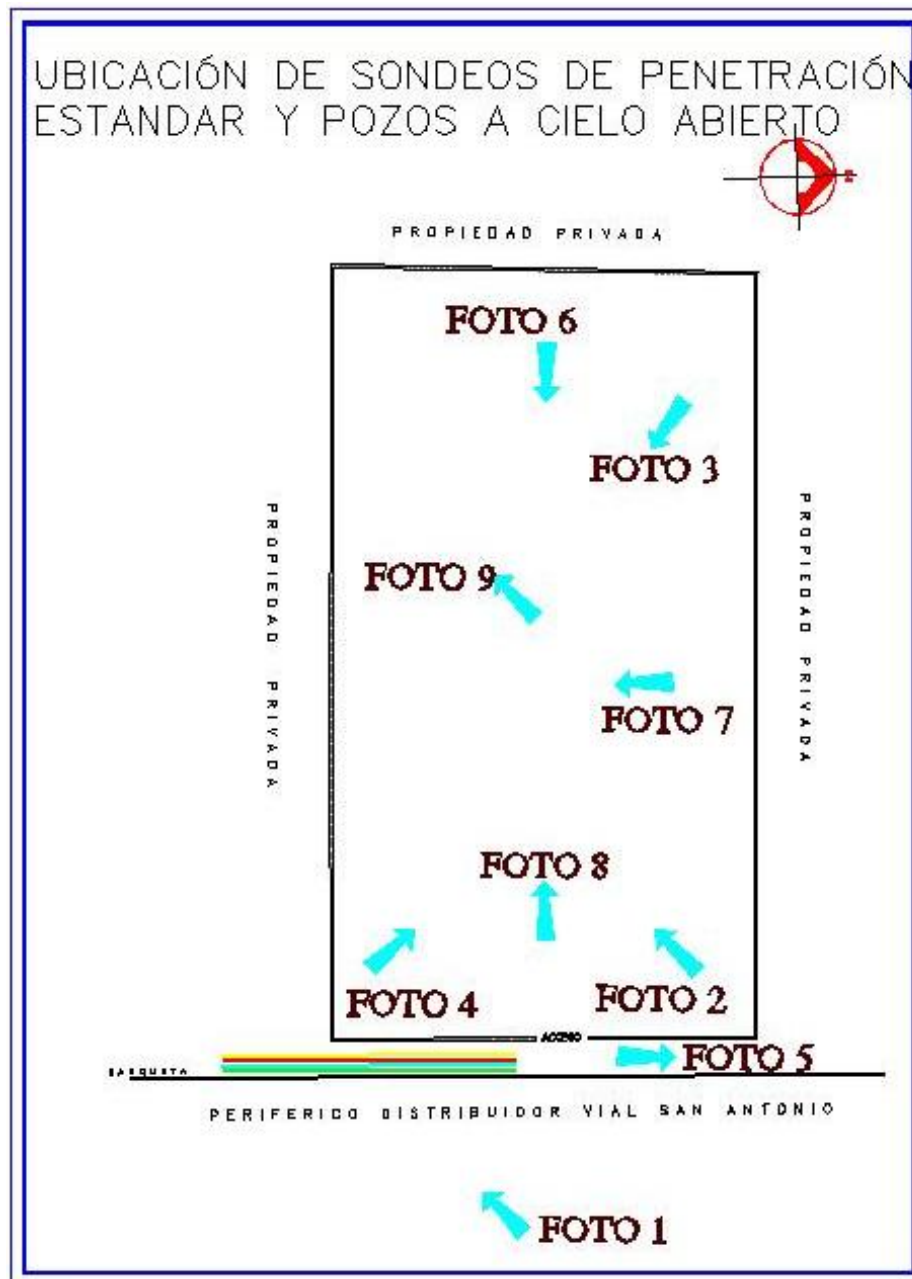 UBICACIÓN DE SONDEOS DE PENETRACIÓN
ESTANDAR Y POZOS A CIELO ABIERTO
PROPIEDAD PRIVADA
FOTO 6
FOTO 3
PROPIEDAD PRIVADA
PROPIEDAD PRIVADA
FOTO 9
FOTO 7
FOTO 8
FOTO 4
FOTO 2
FOTO 5
PERIFERICO DISTRIBUIDOR VIAL SAN ANTONIO
FOTO 1